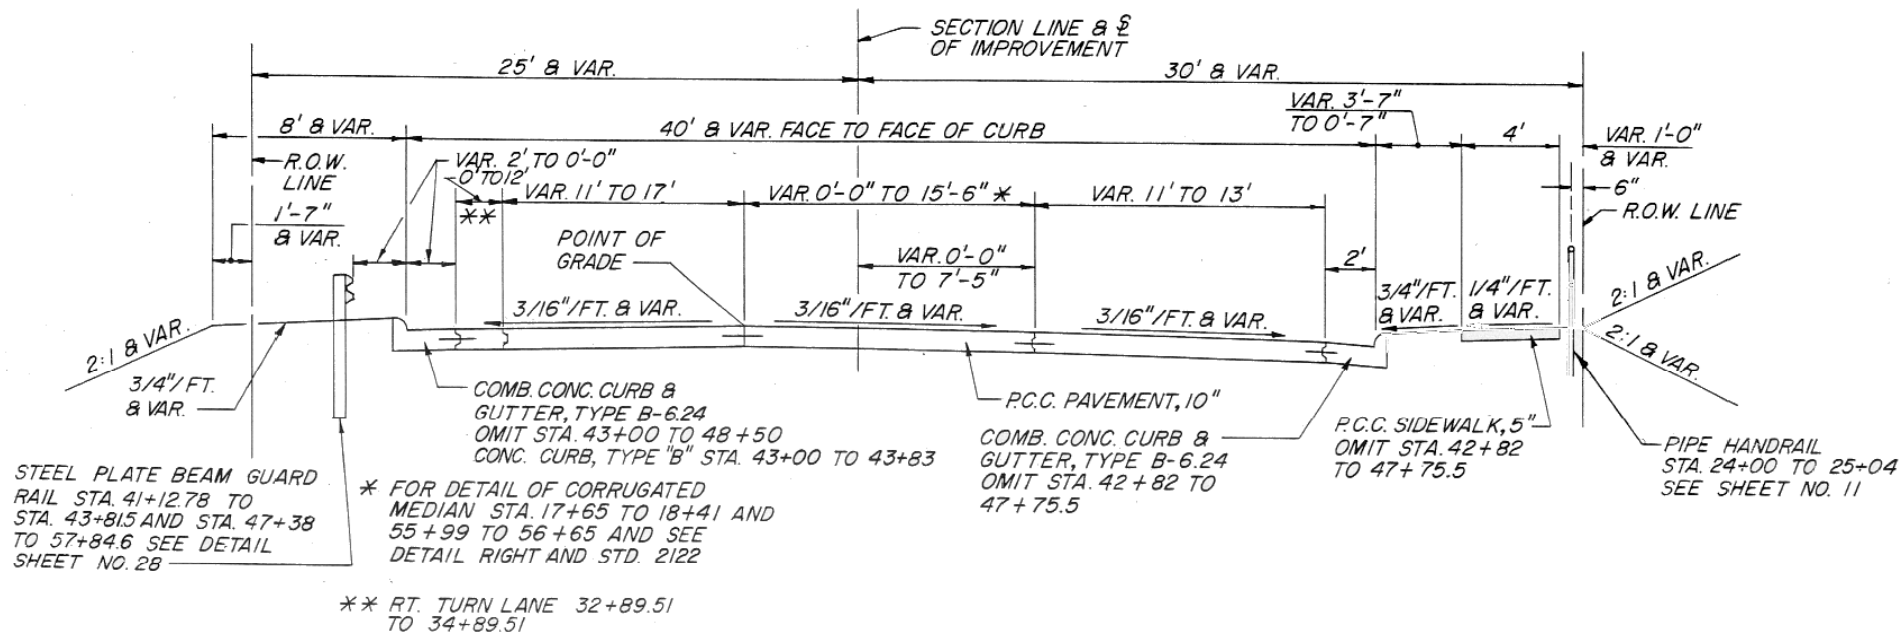 SECTION LINE & ℄
OF IMPROVEMENT
25' & VAR.
30' & VAR.
VAR. 3'-7"
TO 0'-7"
8' & VAR.
40' & VAR. FACE TO FACE OF CURB
4'
VAR. 1'-0"
& VAR.
R.O.W.
LINE
VAR. 2' TO 0'-0"
0' TO 12'
**
VAR. 11' TO 17'
VAR. 0'-0" TO 15'-6" *
VAR. 11' TO 13'
6"
R.O.W. LINE
1'-7"
& VAR.
POINT OF
GRADE
VAR. 0'-0"
TO 7'-5"
2'
3/4"/FT.
& VAR.
1/4"/FT.
& VAR.
2:1 & VAR.
2:1 & VAR.
3/16"/FT. & VAR.
3/16"/FT. & VAR.
3/16"/FT. & VAR.
2:1 & VAR.
3/4"/FT.
& VAR.
COMB. CONC. CURB &
GUTTER, TYPE B-6.24
OMIT STA. 43+00 TO 48+50
CONC. CURB, TYPE "B" STA. 43+00 TO 43+83
P.C.C. PAVEMENT, 10"
COMB. CONC. CURB &
GUTTER, TYPE B-6.24
OMIT STA. 42+82 TO
47+75.5
P.C.C. SIDEWALK, 5"
OMIT STA. 42+82
TO 47+75.5
PIPE HANDRAIL
STA. 24+00 TO 25+04
SEE SHEET NO. 11
STEEL PLATE BEAM GUARD
RAIL STA. 41+12.78 TO
STA. 43+81.5 AND STA. 47+38
TO 57+84.6 SEE DETAIL
SHEET NO. 28
* FOR DETAIL OF CORRUGATED
MEDIAN STA. 17+65 TO 18+41 AND
55+99 TO 56+65 AND SEE
DETAIL RIGHT AND STD. 2122
** RT. TURN LANE 32+89.51
TO 34+89.51